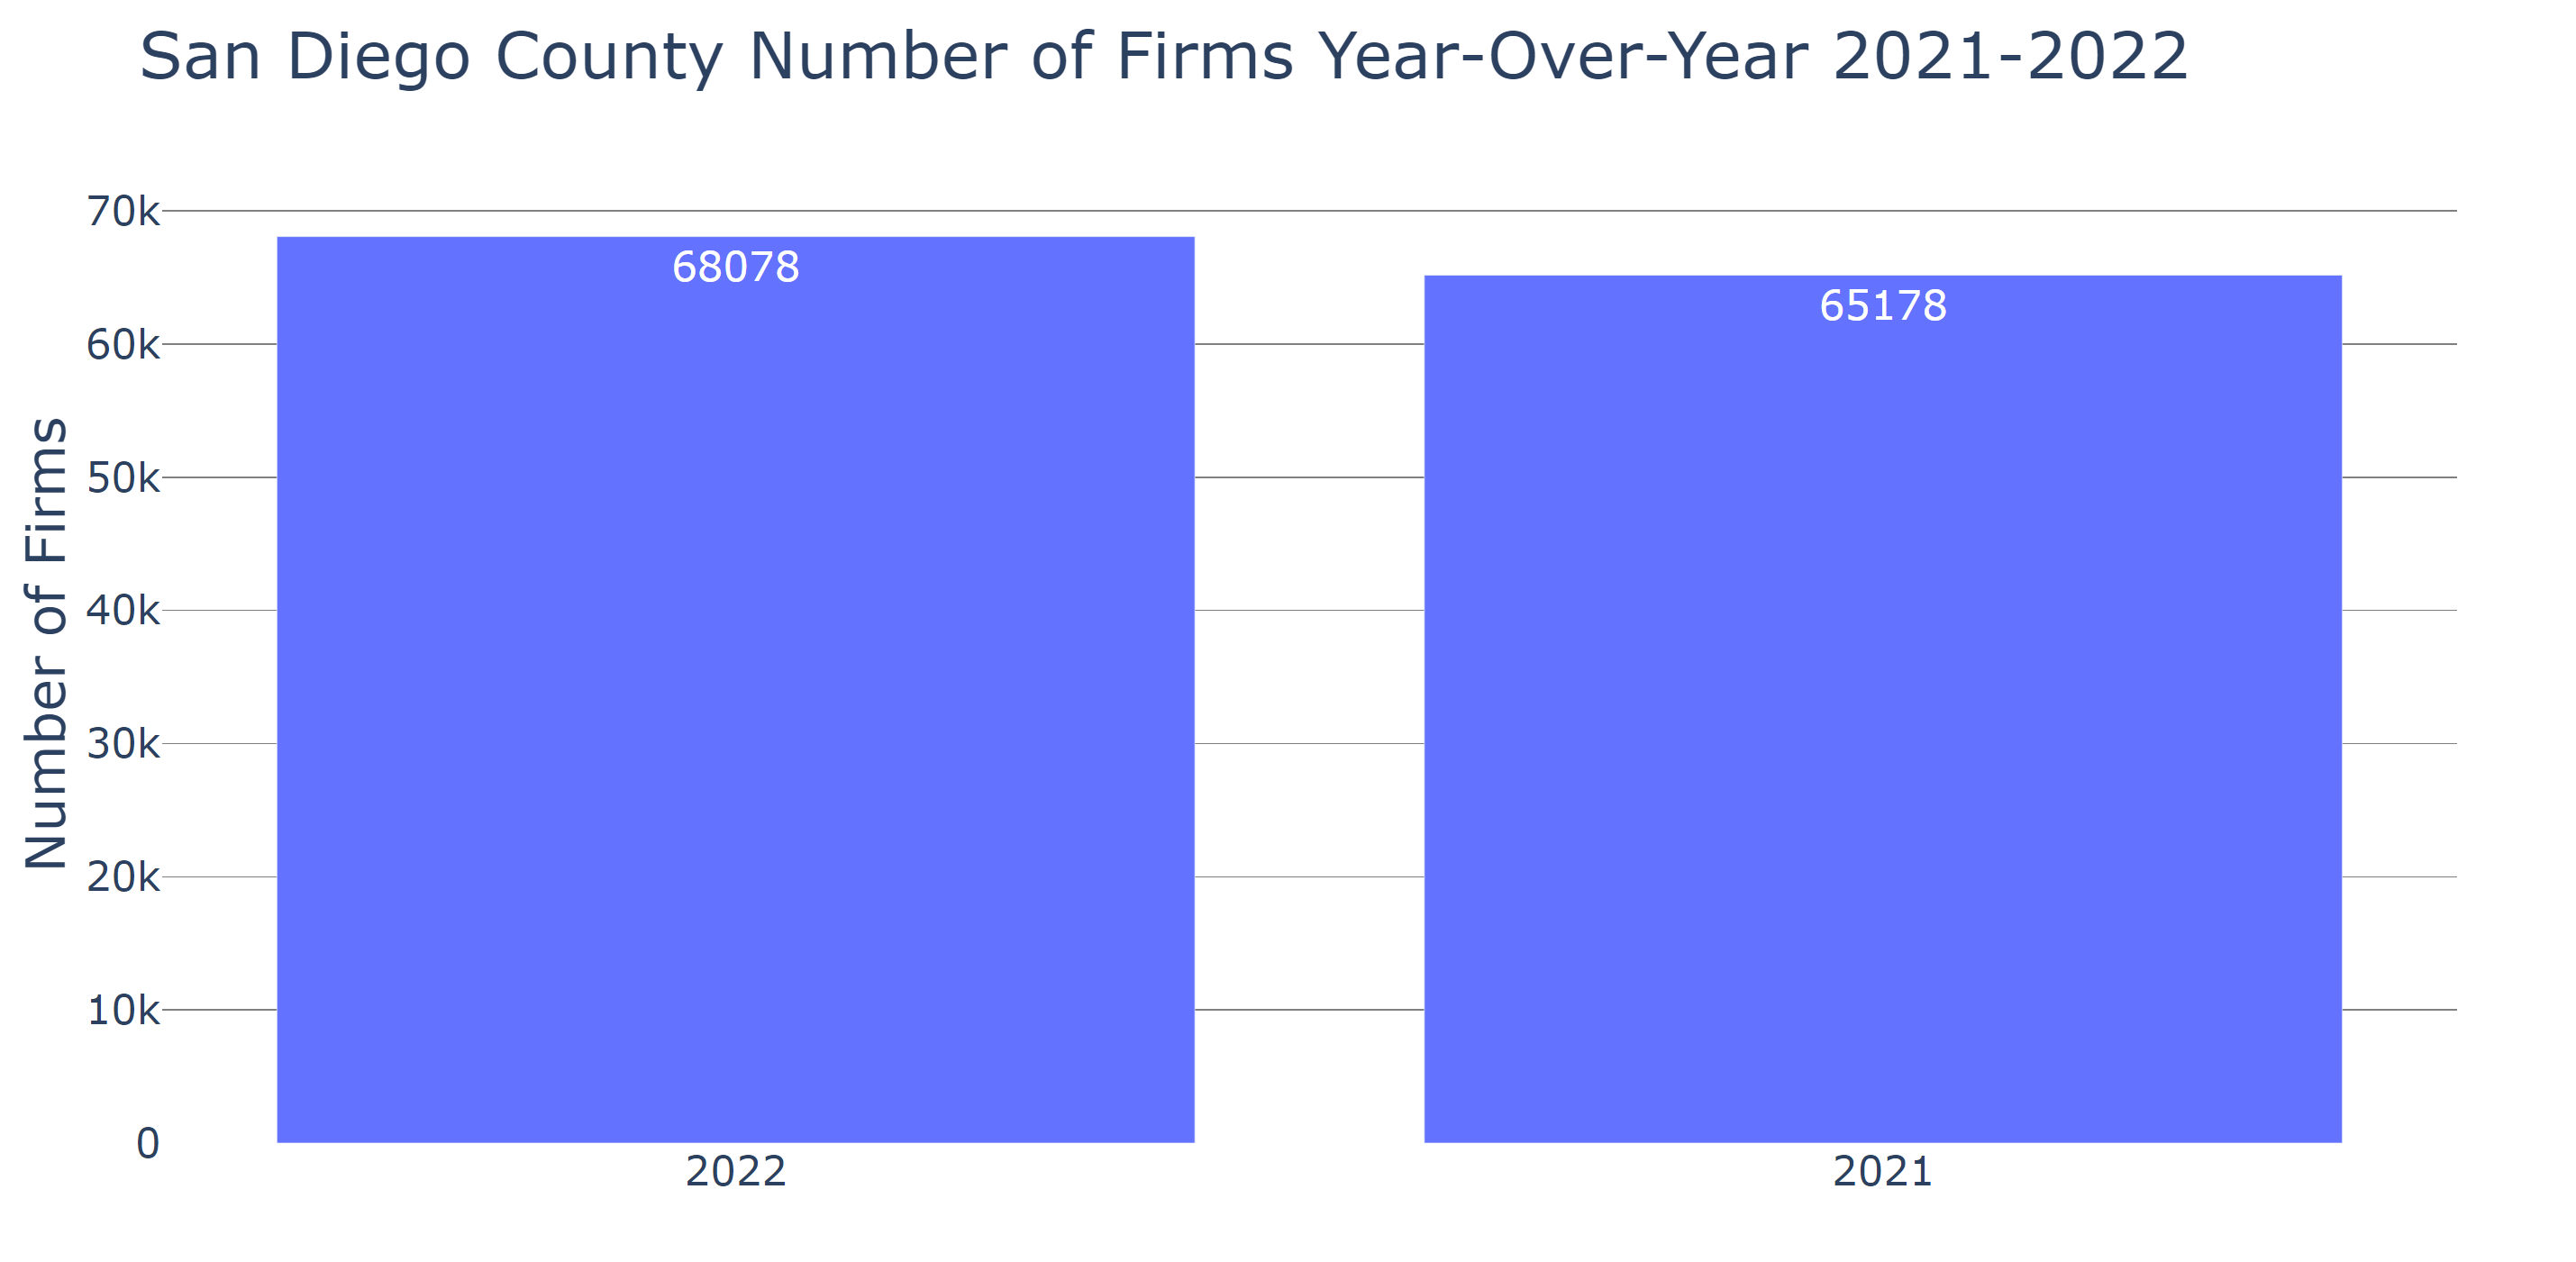 San Diego County Number of Firms Year-Over-Year 2021-2022
Number of Firms
70k
60k
50k
40k
30k
20k
10k
0
68078
65178
2022
2021